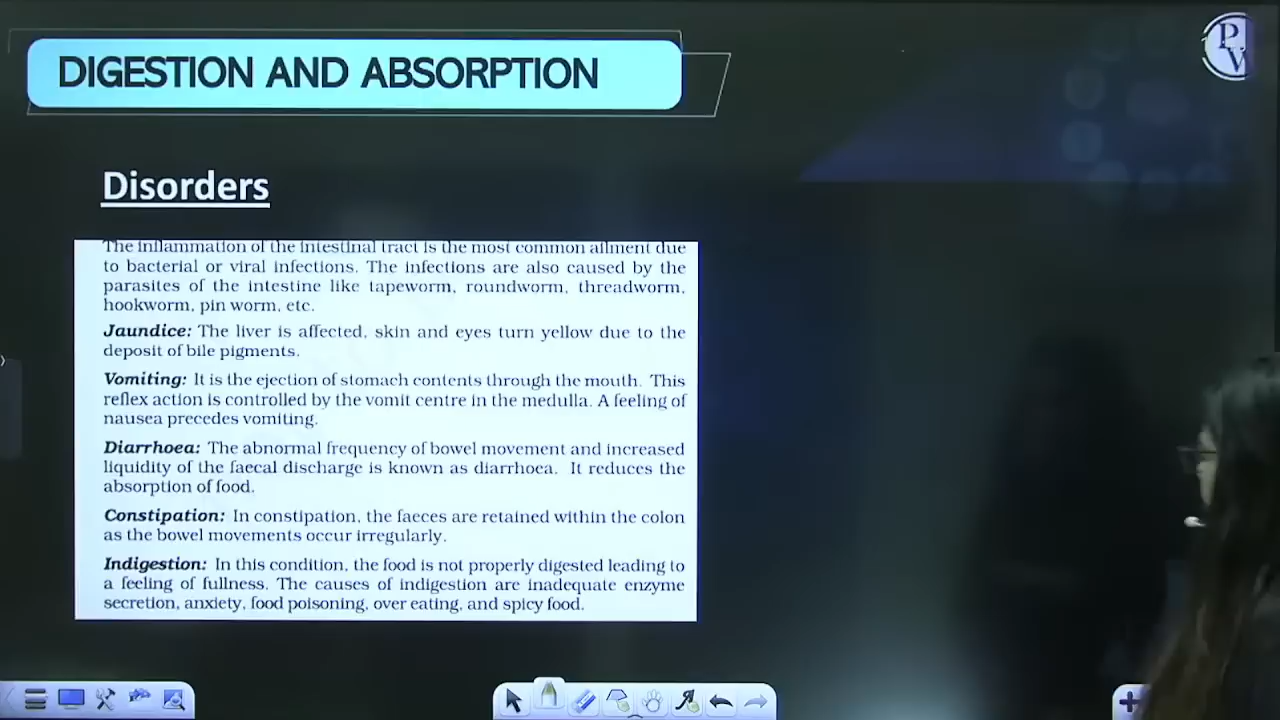 DIGESTION AND ABSORPTION
PW
Disorders
The inflammation of the intestinal tract is the most common ailment due
to bacterial or viral infections. The infections are also caused by the
parasites of the intestine like tapeworm, roundworm, threadworm,
hookworm, pin worm, etc.
Jaundice: The liver is affected, skin and eyes turn yellow due to the
deposit of bile pigments.
Vomiting: It is the ejection of stomach contents through the mouth. This
reflex action is controlled by the vomit centre in the medulla. A feeling of
nausea precedes vomiting.
Diarrhoea: The abnormal frequency of bowel movement and increased
liquidity of the faecal discharge is known as diarrhoea. It reduces the
absorption of food.
Constipation: In constipation, the faeces are retained within the colon
as the bowel movements occur irregularly.
Indigestion: In this condition, the food is not properly digested leading to
a feeling of fullness. The causes of indigestion are inadequate enzyme
secretion, anxiety, food poisoning, over eating, and spicy food.